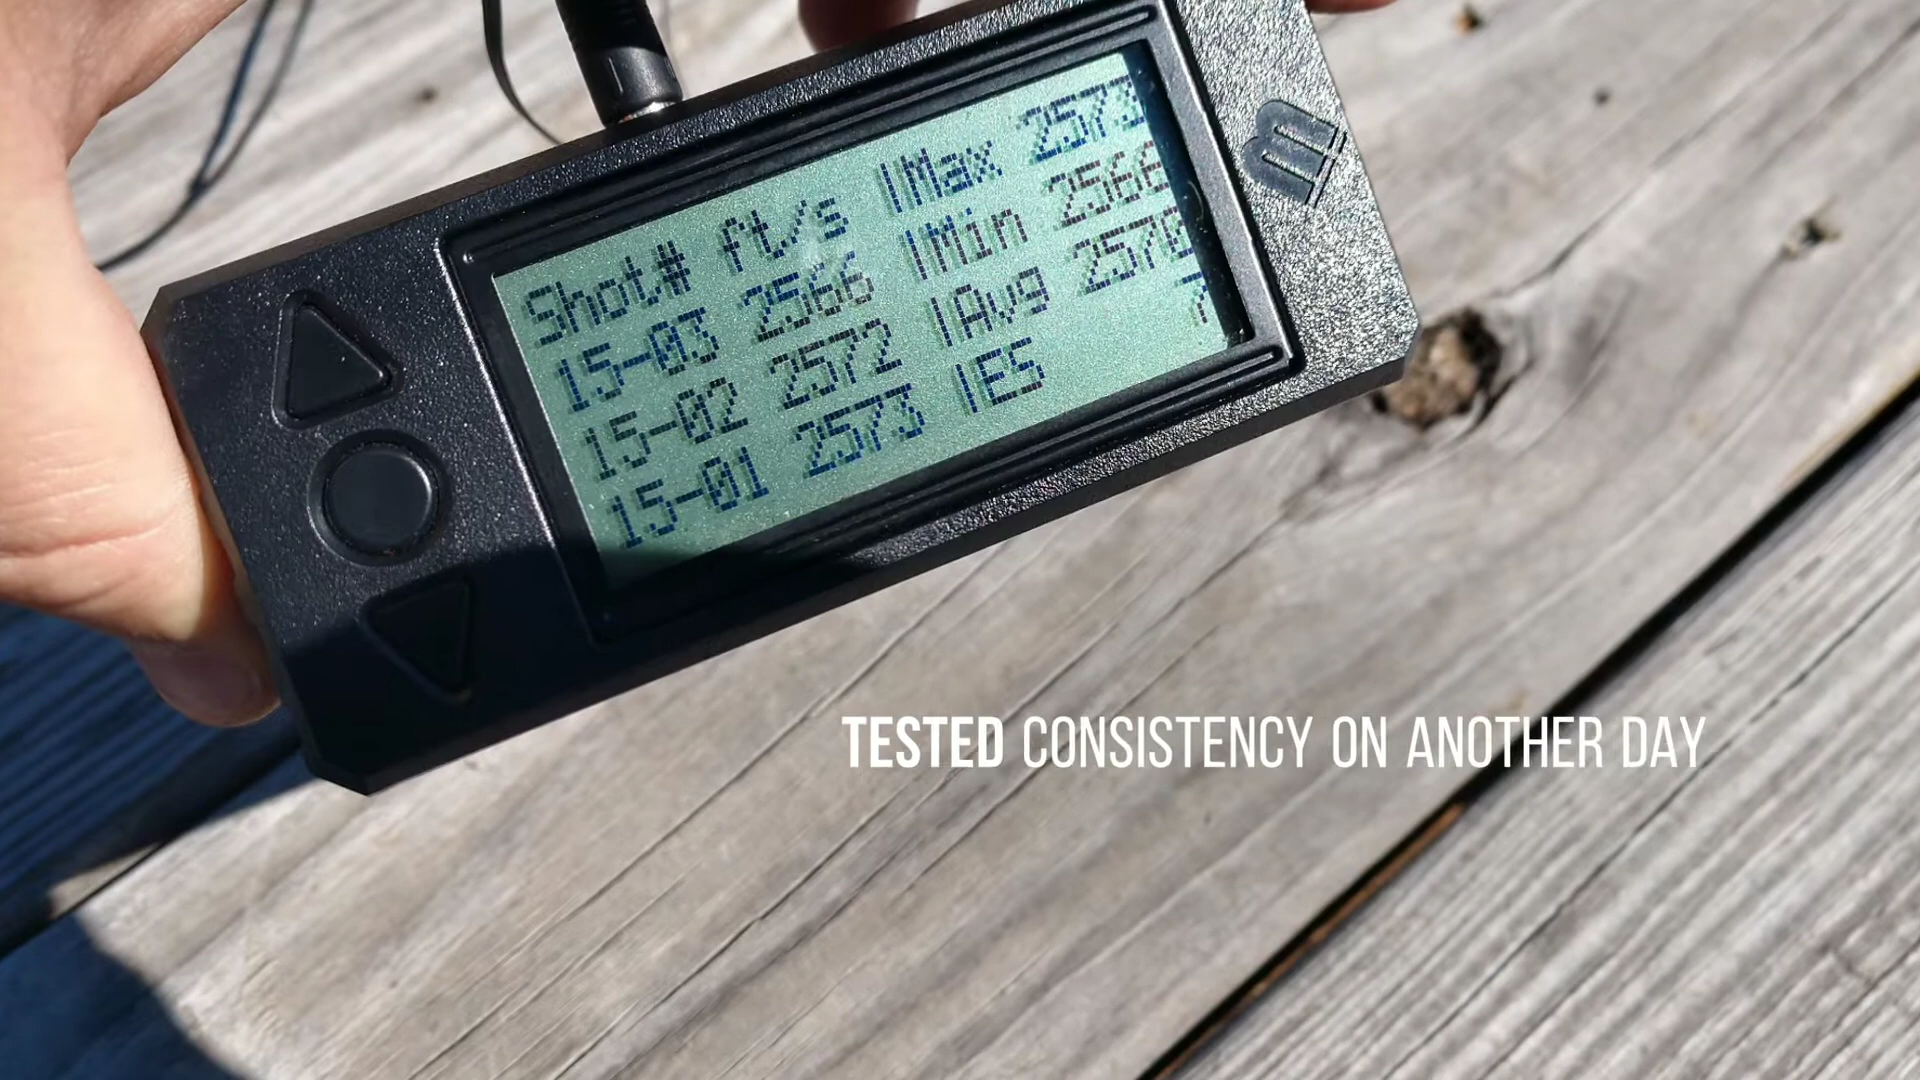 Shot# ft/s |Max 2573
15-03 2566 |Min 2566
15-02 2572 |Avg 2570
15-01 2573 |ES 7
m
TESTED CONSISTENCY ON ANOTHER DAY